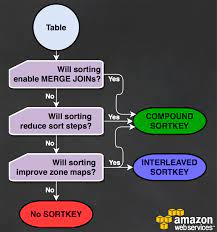 Table
Will sorting
enable MERGE JOINs?
Yes
No
Will sorting
reduce sort steps?
Yes
COMPOUND
SORTKEY
No
Will sorting
improve zone maps?
Yes
INTERLEAVED
SORTKEY
No
No SORTKEY
amazon
webservices™